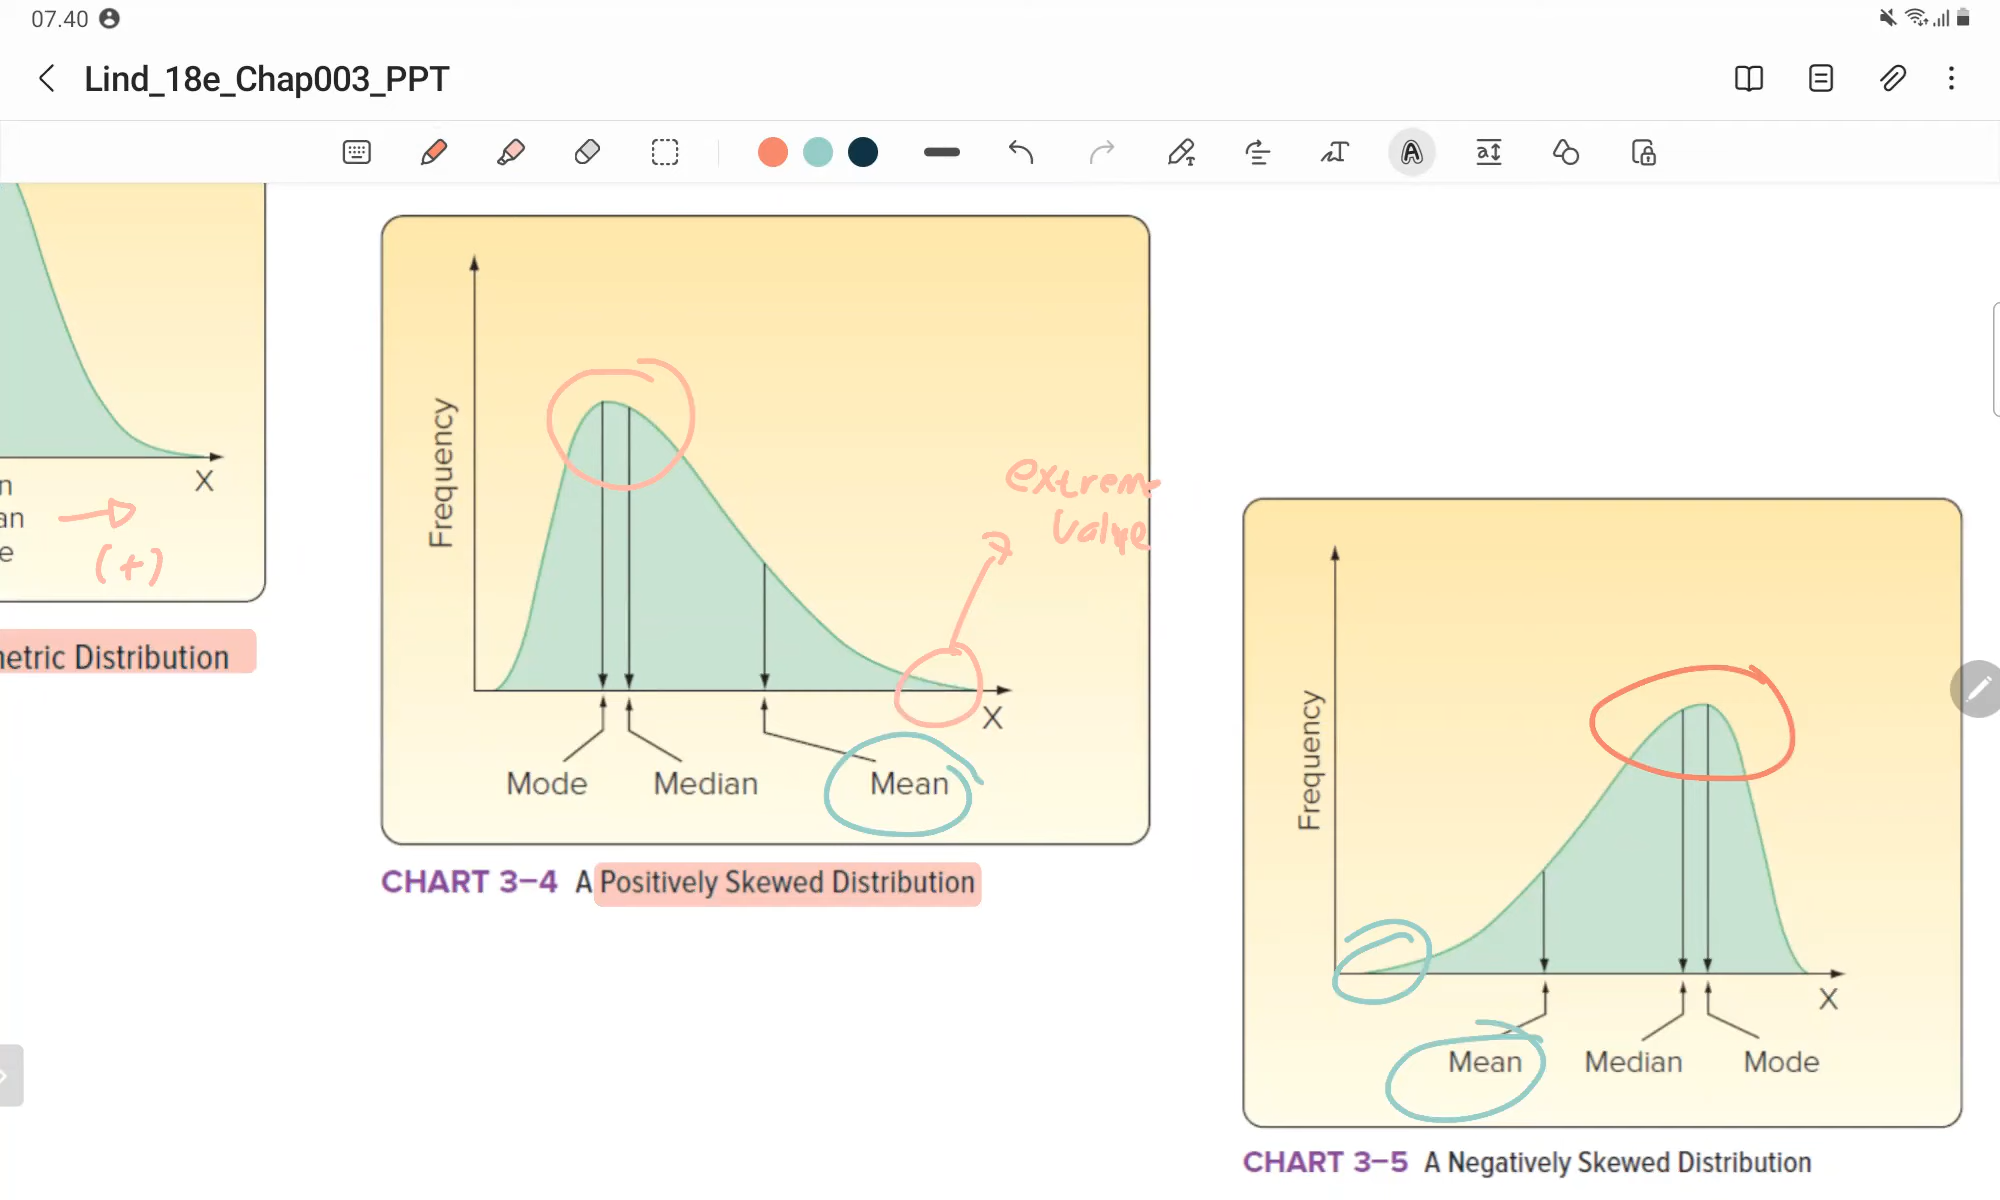 07.40
Lind_18e_Chap003_PPT
X
n
an
e
(+)
netric Distribution
Frequency
extrem
value
X
Mode Median Mean
CHART 3–4 A Positively Skewed Distribution
Frequency
X
Mean Median Mode
CHART 3–5 A Negatively Skewed Distribution